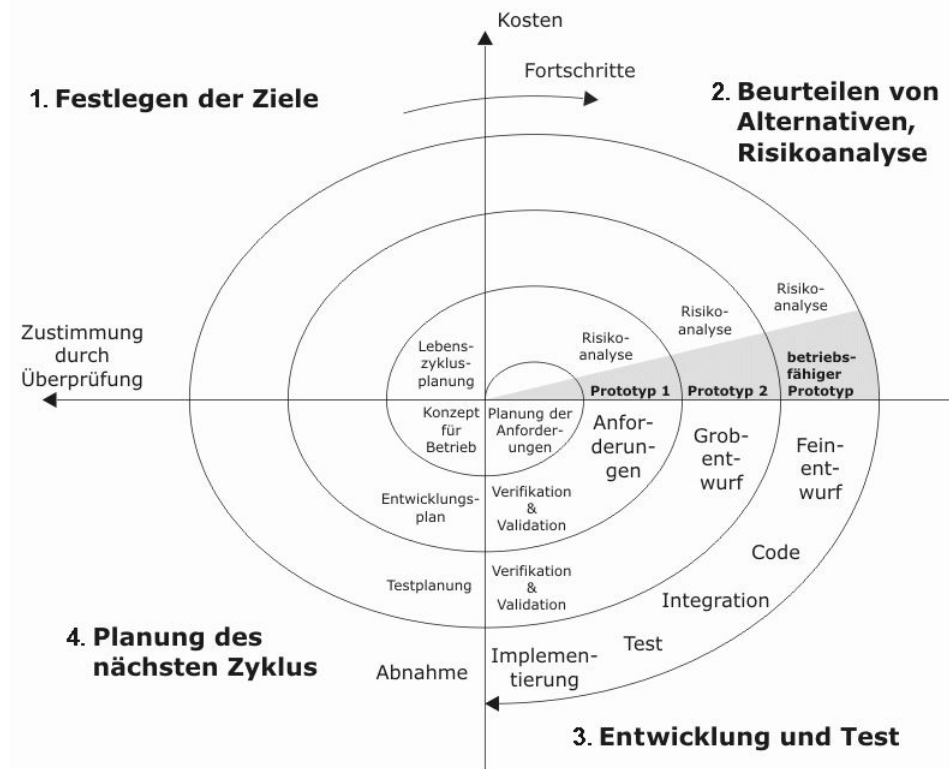 Kosten
Fortschritte
1. Festlegen der Ziele
2. Beurteilen von
Alternativen,
Risikoanalyse
Zustimmung
durch
Überprüfung
Lebens-
zyklus-
planung
Risiko-
analyse
Risiko-
analyse
Risiko-
analyse
Prototyp 1
Prototyp 2
betriebs-
fähiger
Prototyp
Konzept
für
Betrieb
Planung der
Anforder-
ungen
Anfor-
derun-
gen
Grob-
ent-
wurf
Fein-
ent-
wurf
Entwicklungs-
plan
Verifikation
&
Validation
Code
Testplanung
Verifikation
&
Validation
Integration
4. Planung des
nächsten Zyklus
Abnahme
Implemen-
tierung
Test
3. Entwicklung und Test